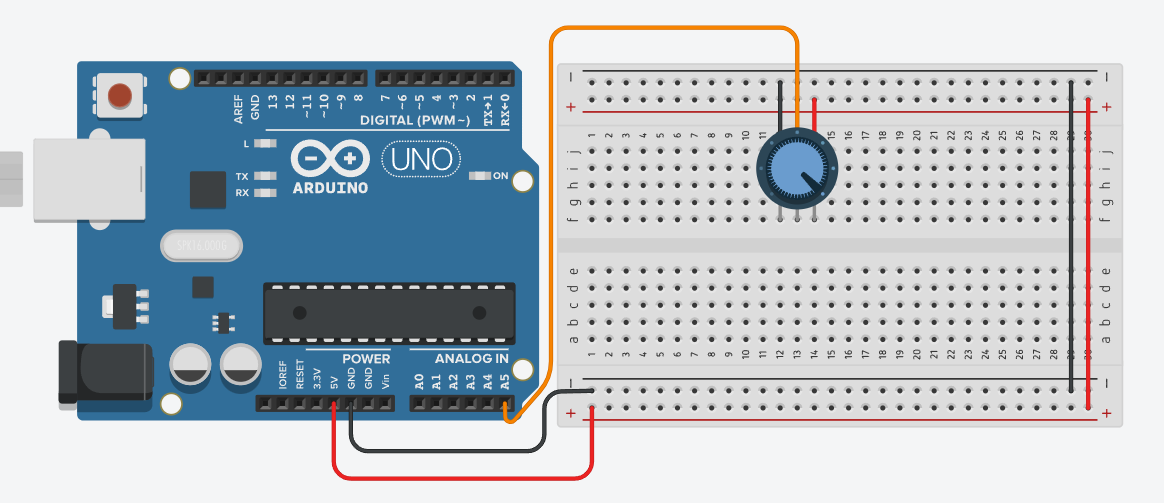 AREF
GND
13
12
~11
~10
~9
8
7
~6
~5
4
~3
2
TX→1
RX←0
DIGITAL (PWM~)
L
TX
RX
ARDUINO
UNO
ON
IOREF
RESET
3.3V
5V
GND
GND
Vin
POWER
ANALOG IN
A0
A1
A2
A3
A4
A5
− −
+ +
1 2 3 4 5 6 7 8 9 10 11 12 13 14 15 16 17 18 19 20 21 22 23 24 25 26 27 28
j j
i i
h h
g g
f f
e e
d d
c c
b b
a a
1 2 3 4 5 6 7 8 9 10 11 12 13 14 15 16 17 18 19 20 21 22 23 24 25 26 27 28
− −
+ +